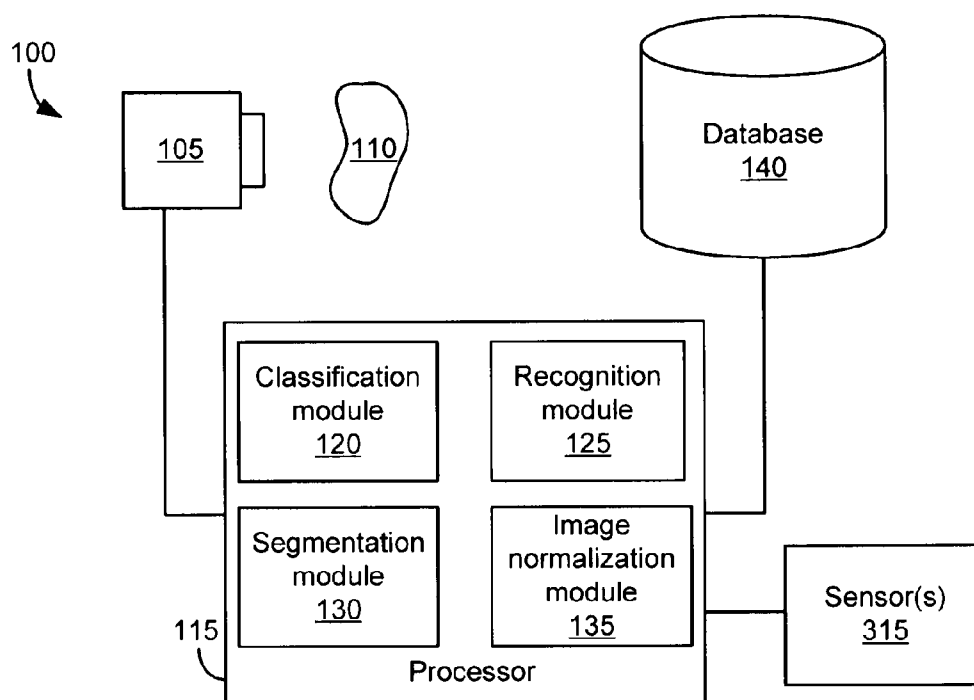 100
105
110
Database
140
Classification
module
120
Recognition
module
125
Segmentation
module
130
Image
normalization
module
135
Sensor(s)
315
115
Processor